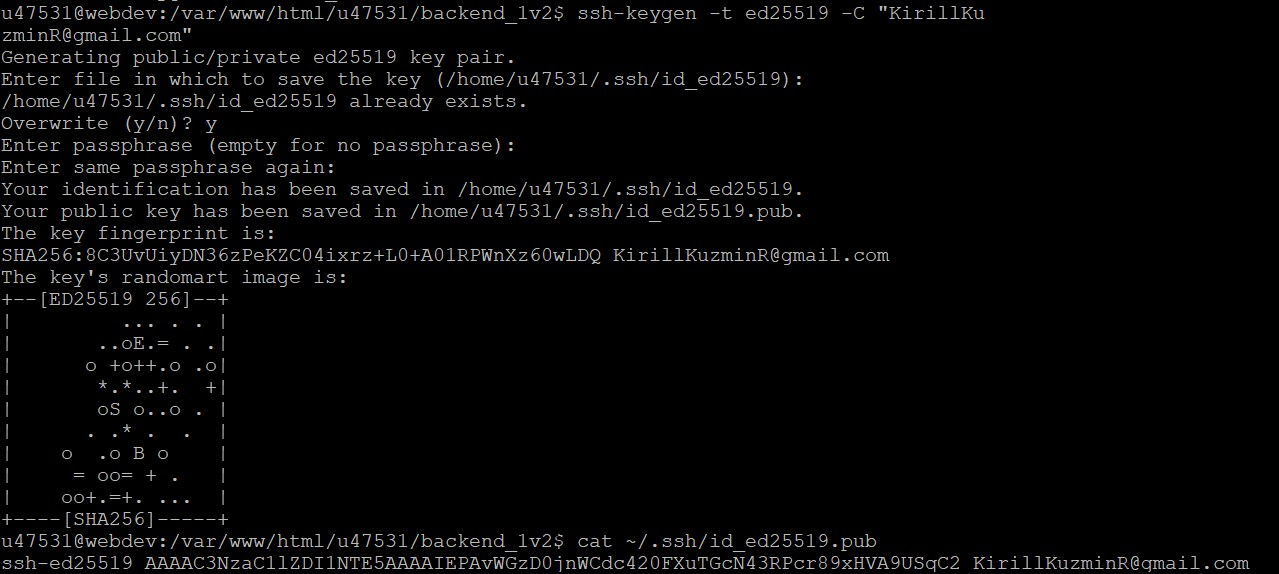 u47531@webdev:/var/www/html/u47531/backend_1v2$ ssh-keygen -t ed25519 -C "KirillKu
zminR@gmail.com"
Generating public/private ed25519 key pair.
Enter file in which to save the key (/home/u47531/.ssh/id_ed25519):
/home/u47531/.ssh/id_ed25519 already exists.
Overwrite (y/n)? y
Enter passphrase (empty for no passphrase):
Enter same passphrase again:
Your identification has been saved in /home/u47531/.ssh/id_ed25519.
Your public key has been saved in /home/u47531/.ssh/id_ed25519.pub.
The key fingerprint is:
SHA256:8C3UvUiyDN36zPeKZC04ixrz+L0+A01RPWnXz60wLDQ KirillKuzminR@gmail.com
The key's randomart image is:
+--[ED25519 256]--+
|         ... . . |
|       ..oE.= . .|
|      o +o++.o .o|
|       *.*..+.  +|
|       oS o..o . |
|      . .* .  .  |
|    o  .o B o    |
|     = oo= + .   |
|    oo+.=+. ...  |
+----[SHA256]-----+
u47531@webdev:/var/www/html/u47531/backend_1v2$ cat ~/.ssh/id_ed25519.pub
ssh-ed25519 AAAAC3NzaC1lZDI1NTE5AAAAIEPAvWGzD0jnWCdc420FXuTGcN43RPcr89xHVA9USqC2 KirillKuzminR@gmail.com